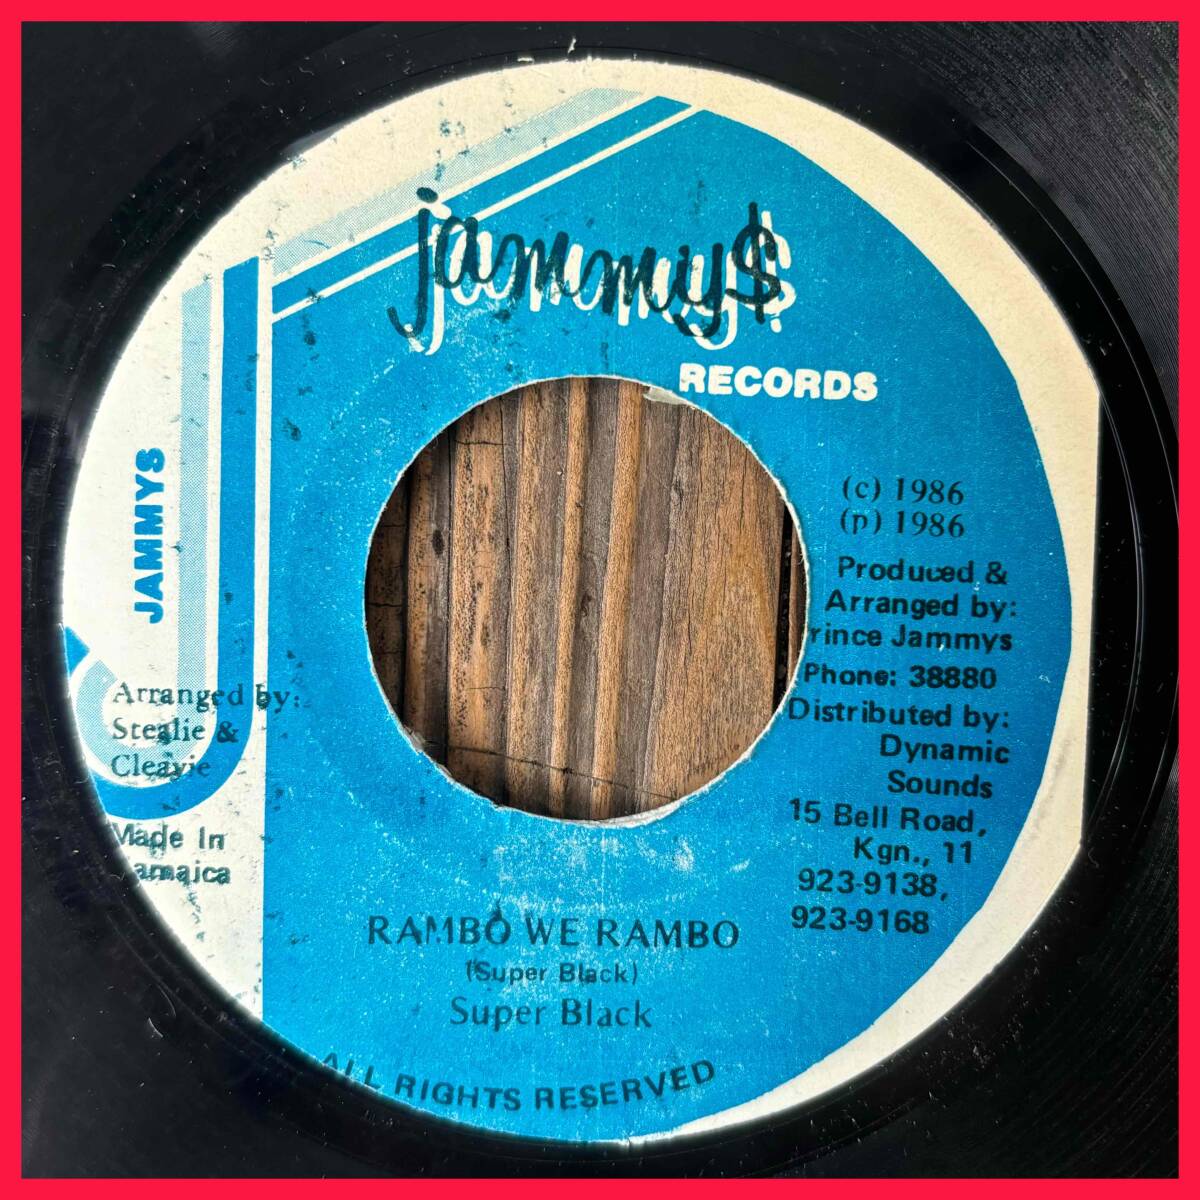 jammy$
RECORDS
JAMMYS
(c) 1986
(p) 1986
Produced &
Arranged by:
rince Jammys
Phone: 38880
Distributed by:
Dynamic
Sounds
15 Bell Road,
Kgn., 11
923-9138,
923-9168
Arranged by:
Stealie &
Cleavie
Made In
amaica
RAMBO WE RAMBO
(Super Black)
Super Black
ALL RIGHTS RESERVED